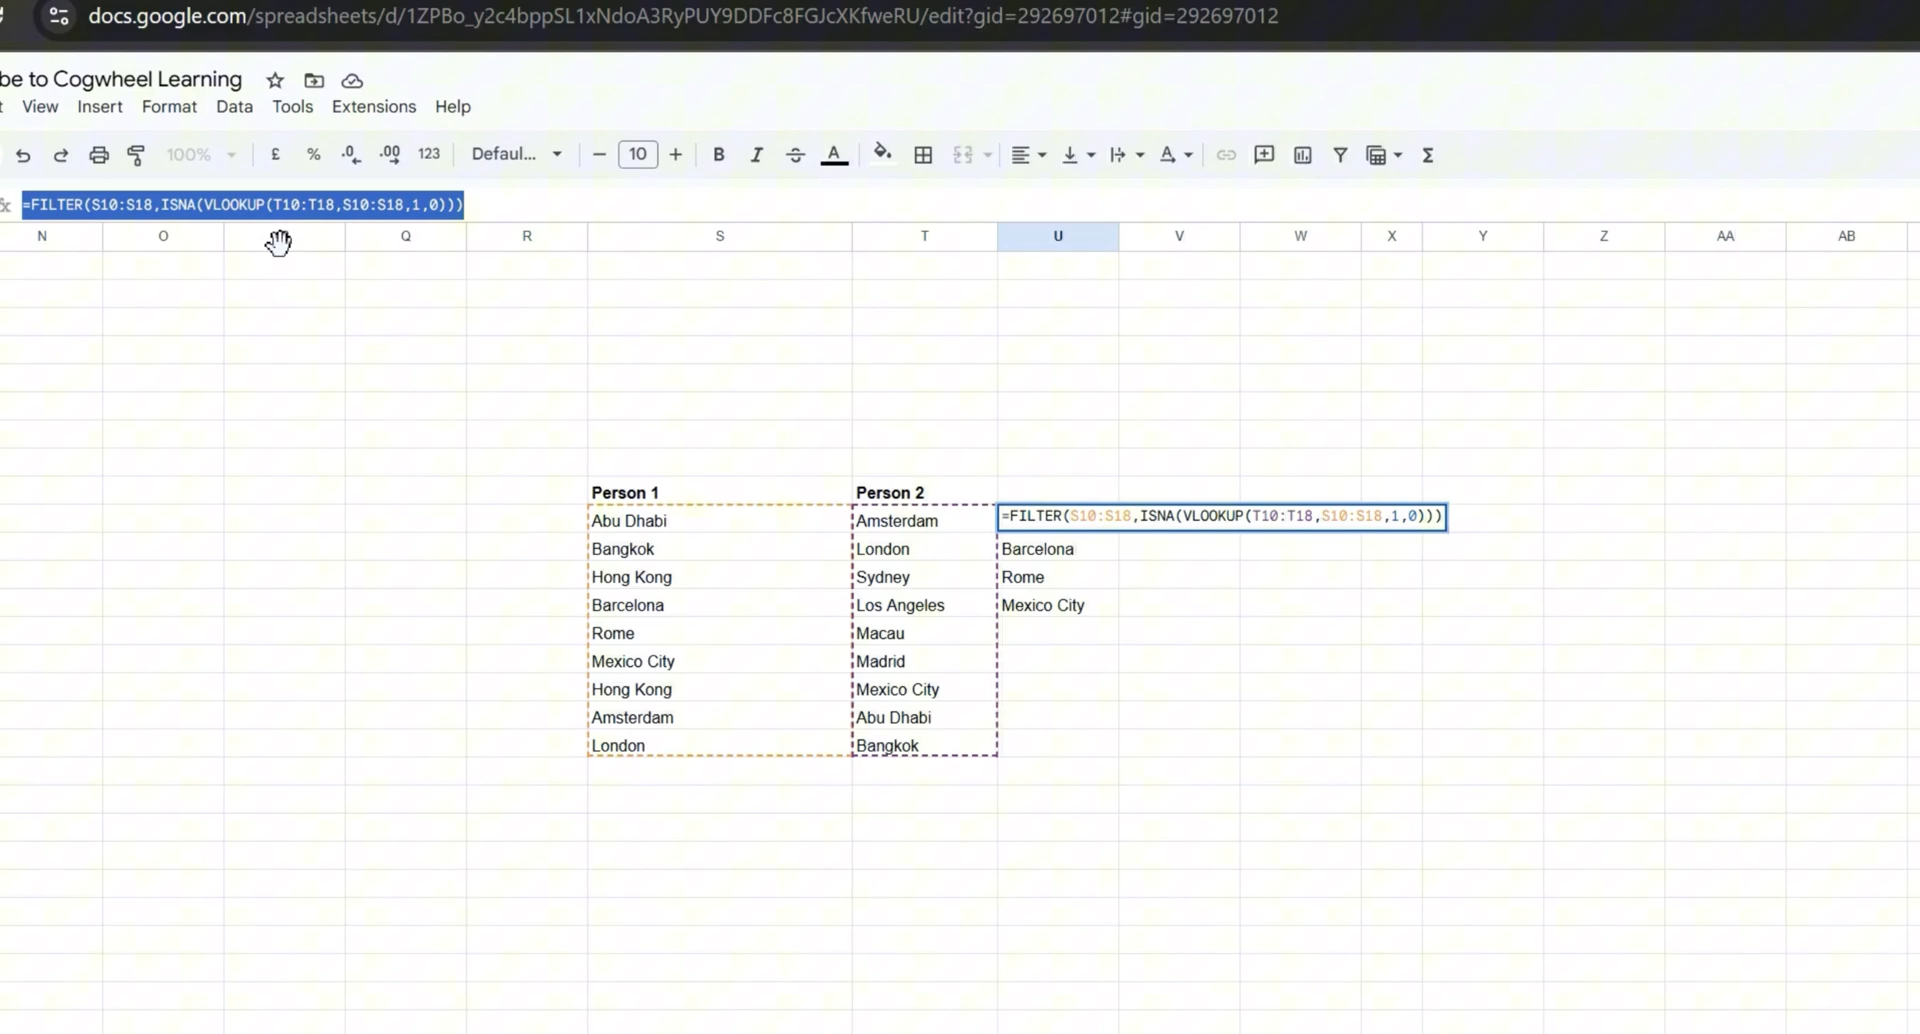 docs.google.com/spreadsheets/d/1ZPBo_y2c4bppSL1xNdoA3RyPUY9DDFc8FGJcXKfweRU/edit?gid=292697012#gid=292697012
be to Cogwheel Learning
t View Insert Format Data Tools Extensions Help
100% £ % .0 .00 123 Defaul... − 10 + B I S A Σ
fx =FILTER(S10:S18,ISNA(VLOOKUP(T10:T18,S10:S18,1,0)))
N O Q R S T U V W X Y Z AA AB
Person 1 Person 2
Abu Dhabi Amsterdam =FILTER(S10:S18,ISNA(VLOOKUP(T10:T18,S10:S18,1,0)))
Bangkok London Barcelona
Hong Kong Sydney Rome
Barcelona Los Angeles Mexico City
Rome Macau
Mexico City Madrid
Hong Kong Mexico City
Amsterdam Abu Dhabi
London Bangkok